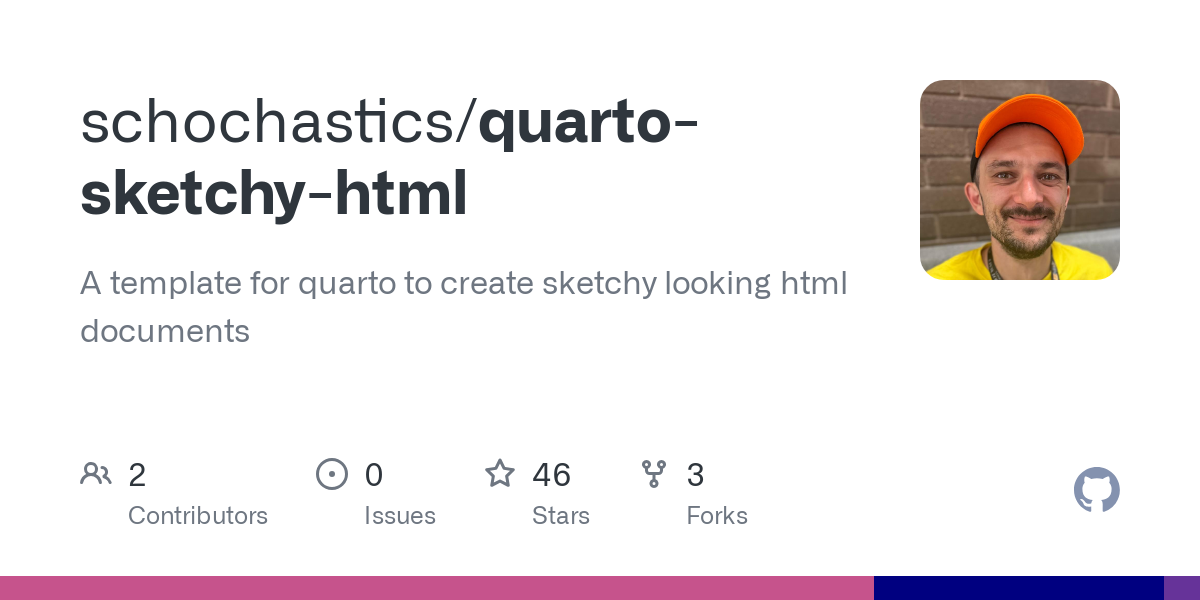 schochastics/quarto-
sketchy-html
A template for quarto to create sketchy looking html
documents
2
Contributors
0
Issues
46
Stars
3
Forks